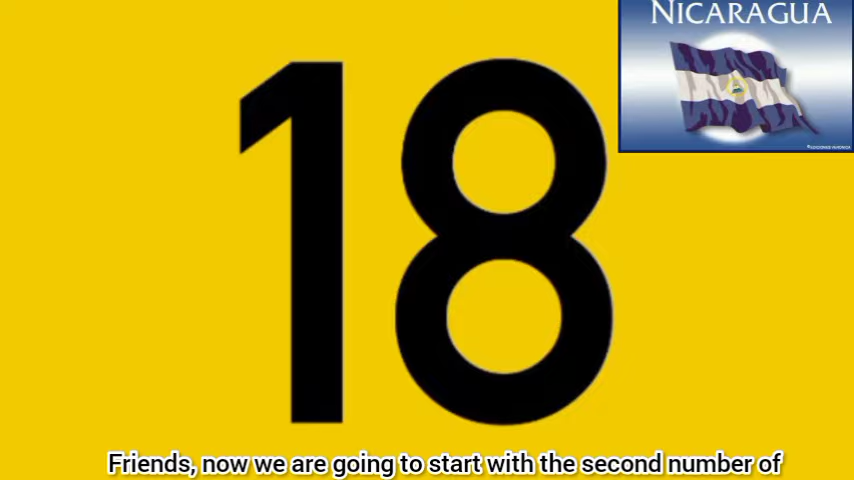 NICARAGUA
18
Friends, now we are going to start with the second number of